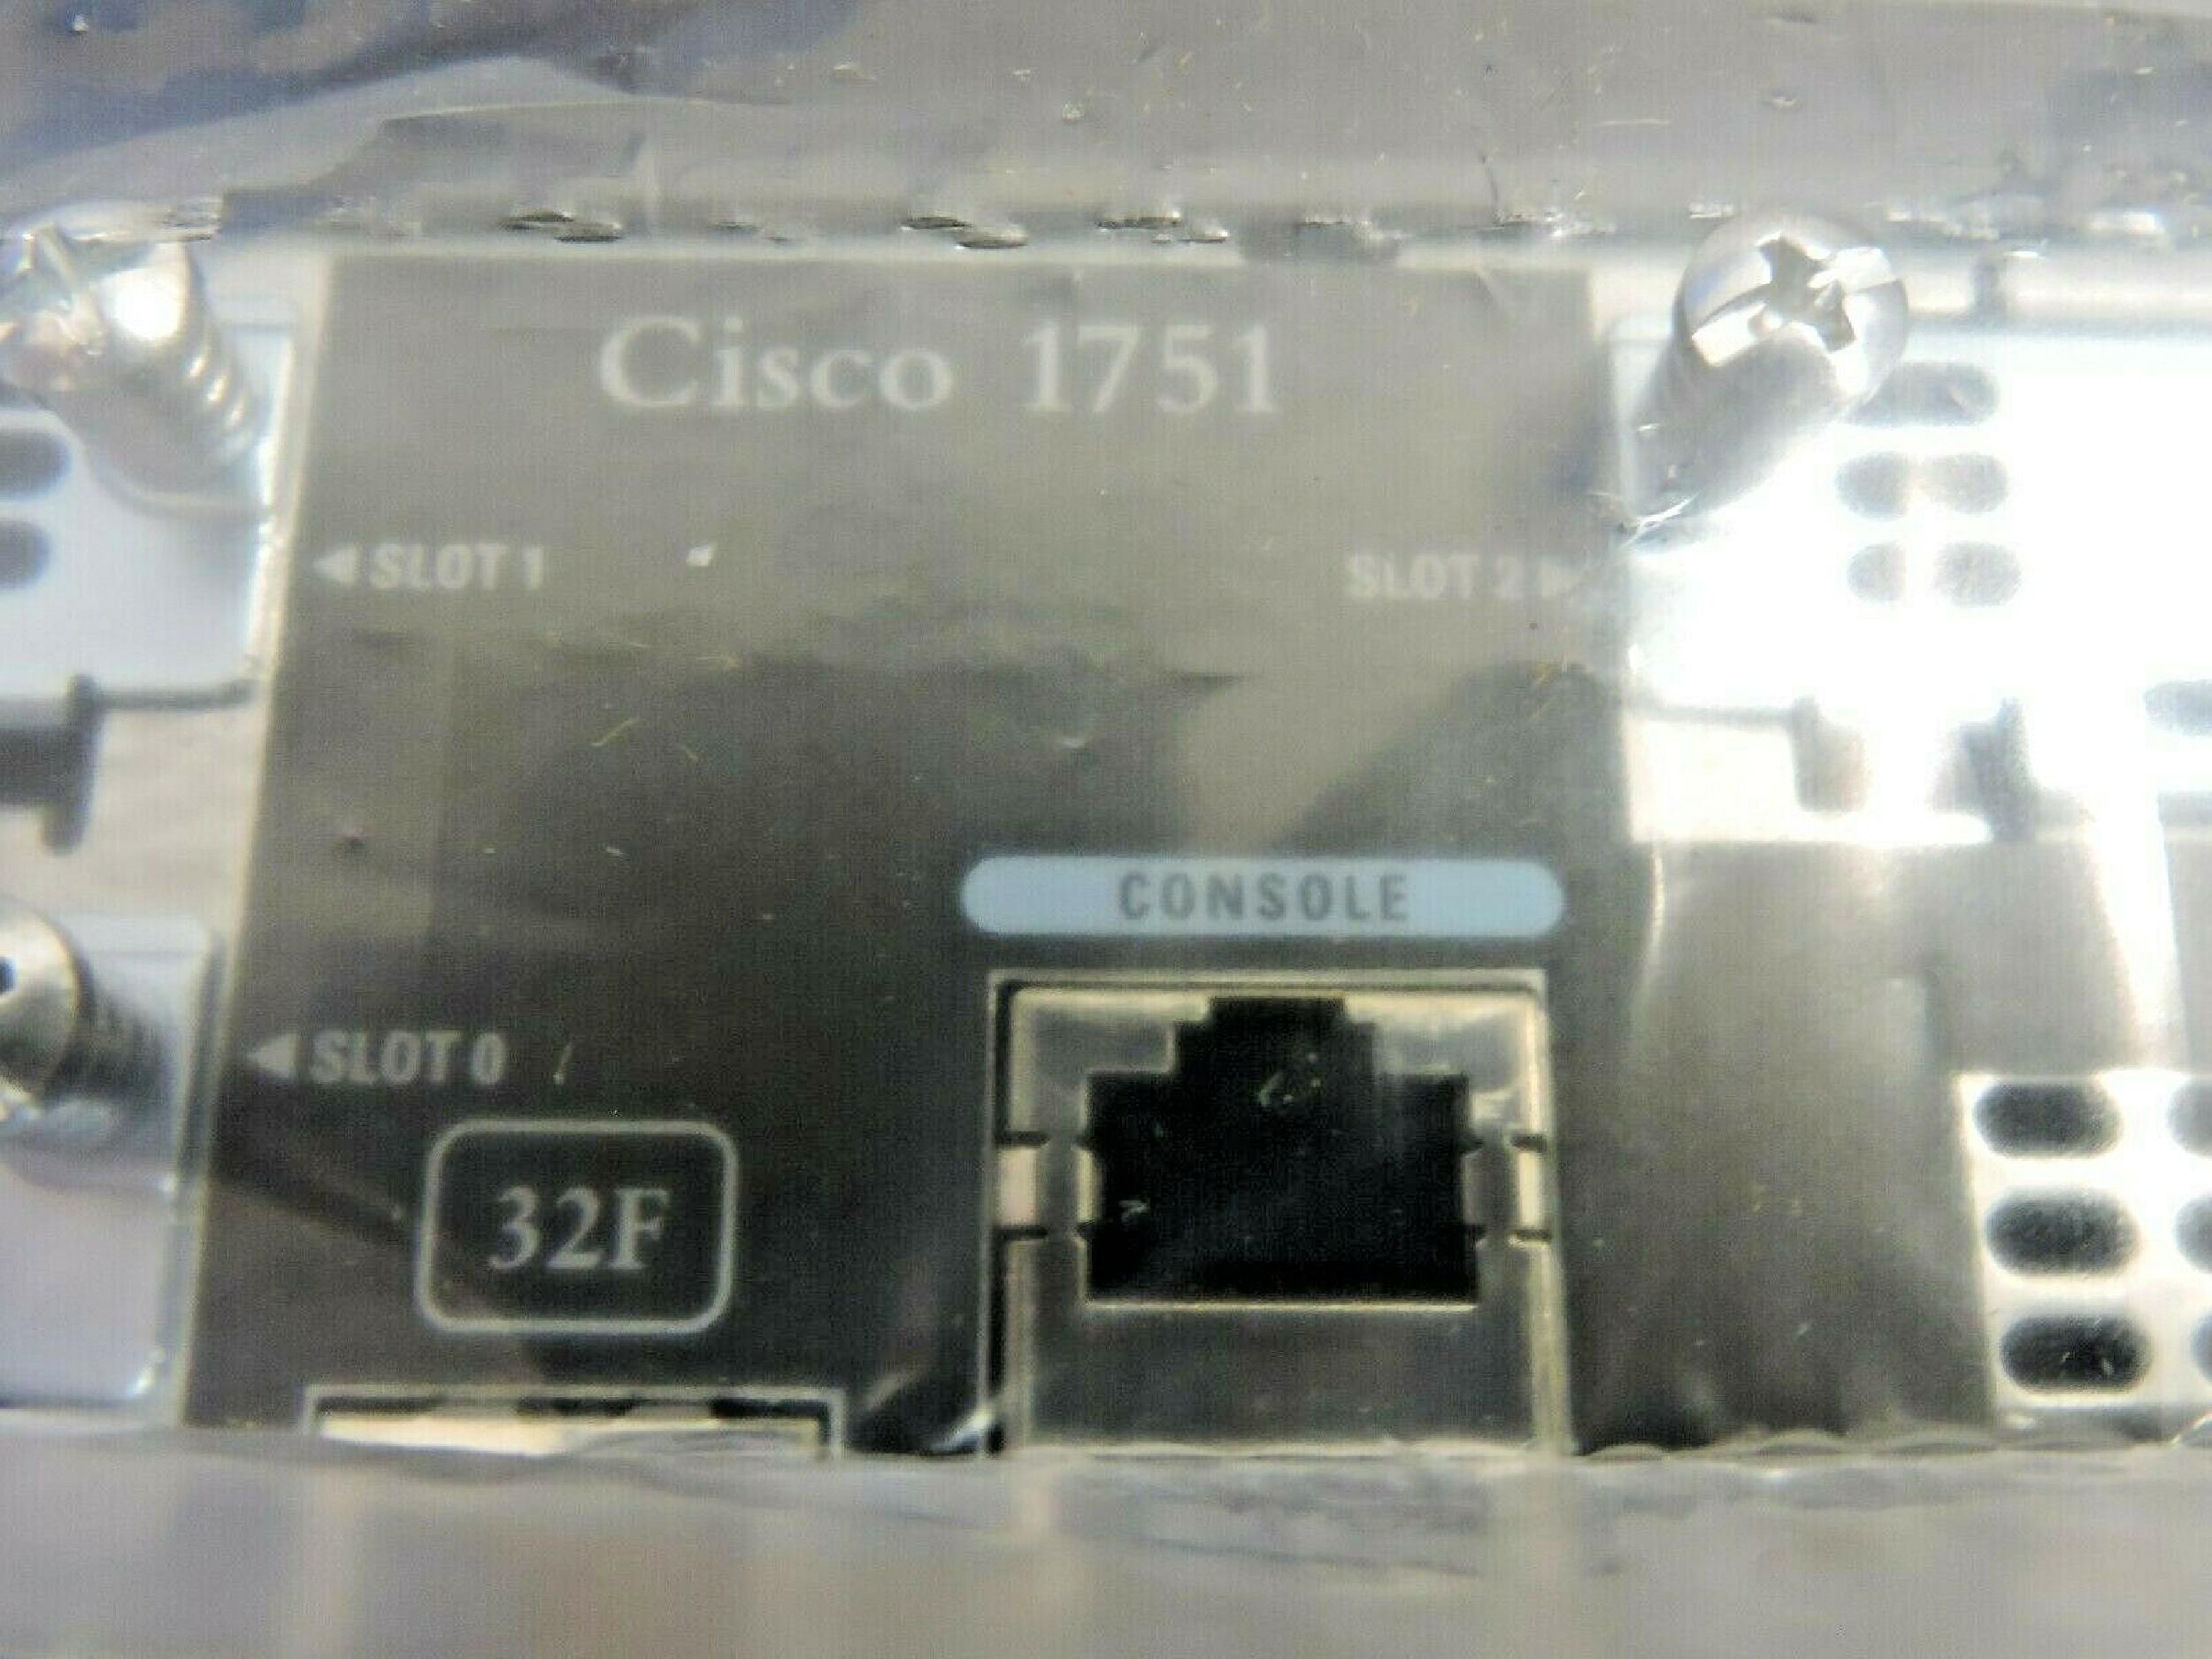 Cisco 1751
◀ SLOT 1
SLOT 2 ▶
CONSOLE
◀ SLOT 0
32F